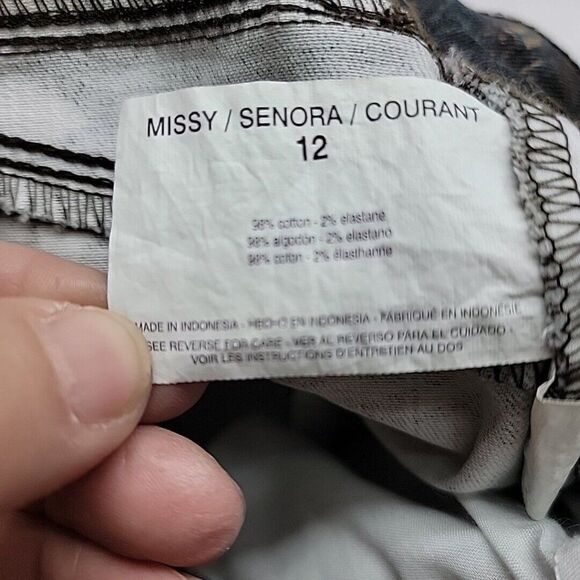 MISSY / SENORA / COURANT
12
98% cotton - 2% elastane
98% algodón - 2% elastano
98% coton - 2% élasthanne
MADE IN INDONESIA - HECHO EN INDONESIA - FABRIQUÉ EN INDONÉSIE
SEE REVERSE FOR CARE - VER AL REVERSO PARA EL CUIDADO -
VOIR LES INSTRUCTIONS D'ENTRETIEN AU DOS